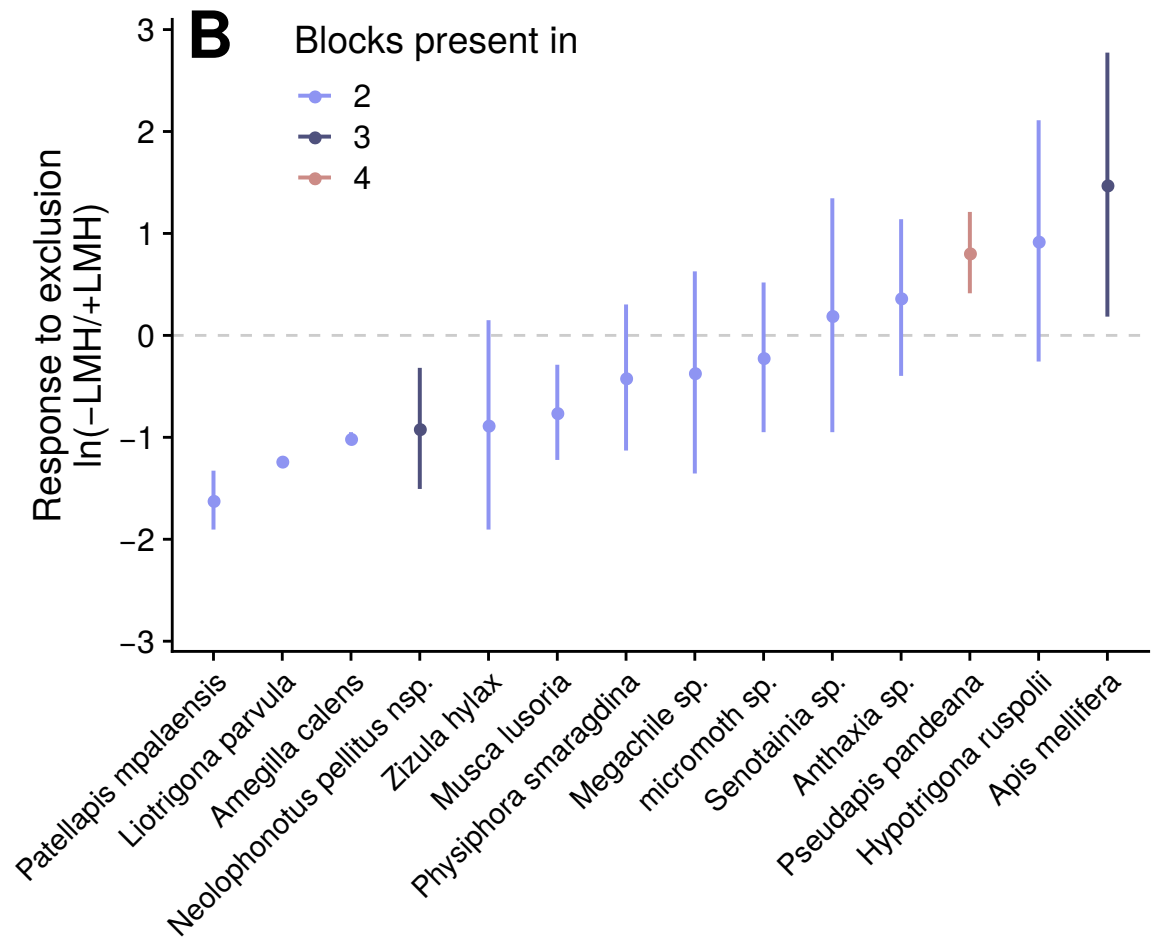 B
Blocks present in
2
3
4
Response to exclusion
ln(−LMH/+LMH)
3
2
1
0
−1
−2
−3
Patellapis mpalaensis
Liotrigona parvula
Amegilla calens
Neolophonotus pellitus nsp.
Zizula hylax
Musca lusoria
Physiphora smaragdina
Megachile sp.
micromoth sp.
Senotainia sp.
Anthaxia sp.
Pseudapis pandeana
Hypotrigona ruspolii
Apis mellifera